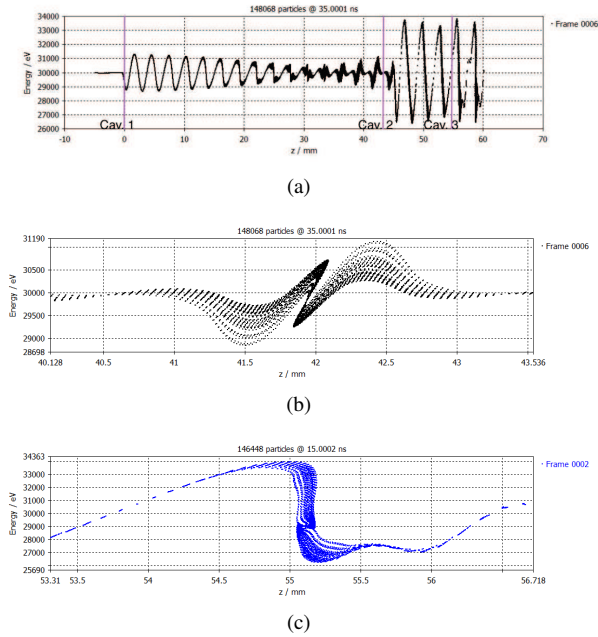 148068 particles @ 35.0001 ns
Frame 0006
Energy / eV
34000
33000
32000
31000
30000
29000
28000
27000
26000
Cav. 1
Cav. 2
Cav. 3
-10 0 10 20 30 40 50 60 70
z / mm
(a)
148068 particles @ 35.0001 ns
Frame 0006
Energy / eV
31190
30500
30000
29500
29000
28698
40.128 40.5 41 41.5 42 42.5 43 43.536
z / mm
(b)
146448 particles @ 15.0002 ns
Frame 0002
Energy / eV
34363
33000
32000
31000
30000
29000
28000
27000
25690
53.31 53.5 54 54.5 55 55.5 56 56.718
z / mm
(c)